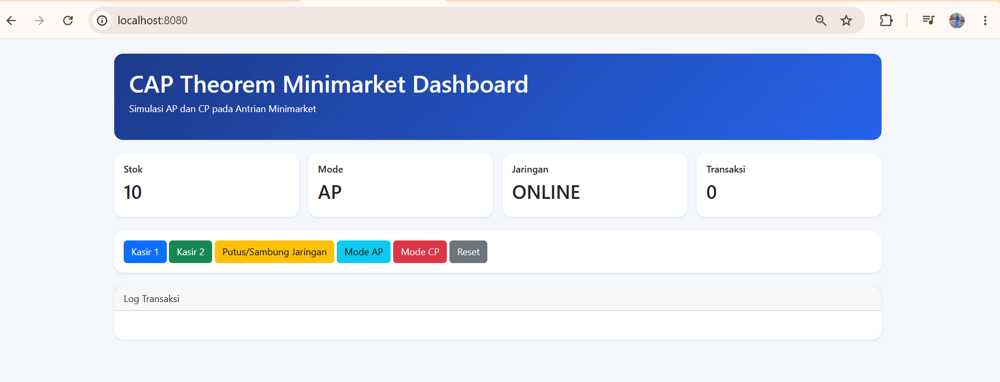 localhost:8080
CAP Theorem Minimarket Dashboard
Simulasi AP dan CP pada Antrian Minimarket
Stok
10
Mode
AP
Jaringan
ONLINE
Transaksi
0
Kasir 1 Kasir 2 Putus/Sambung Jaringan Mode AP Mode CP Reset
Log Transaksi